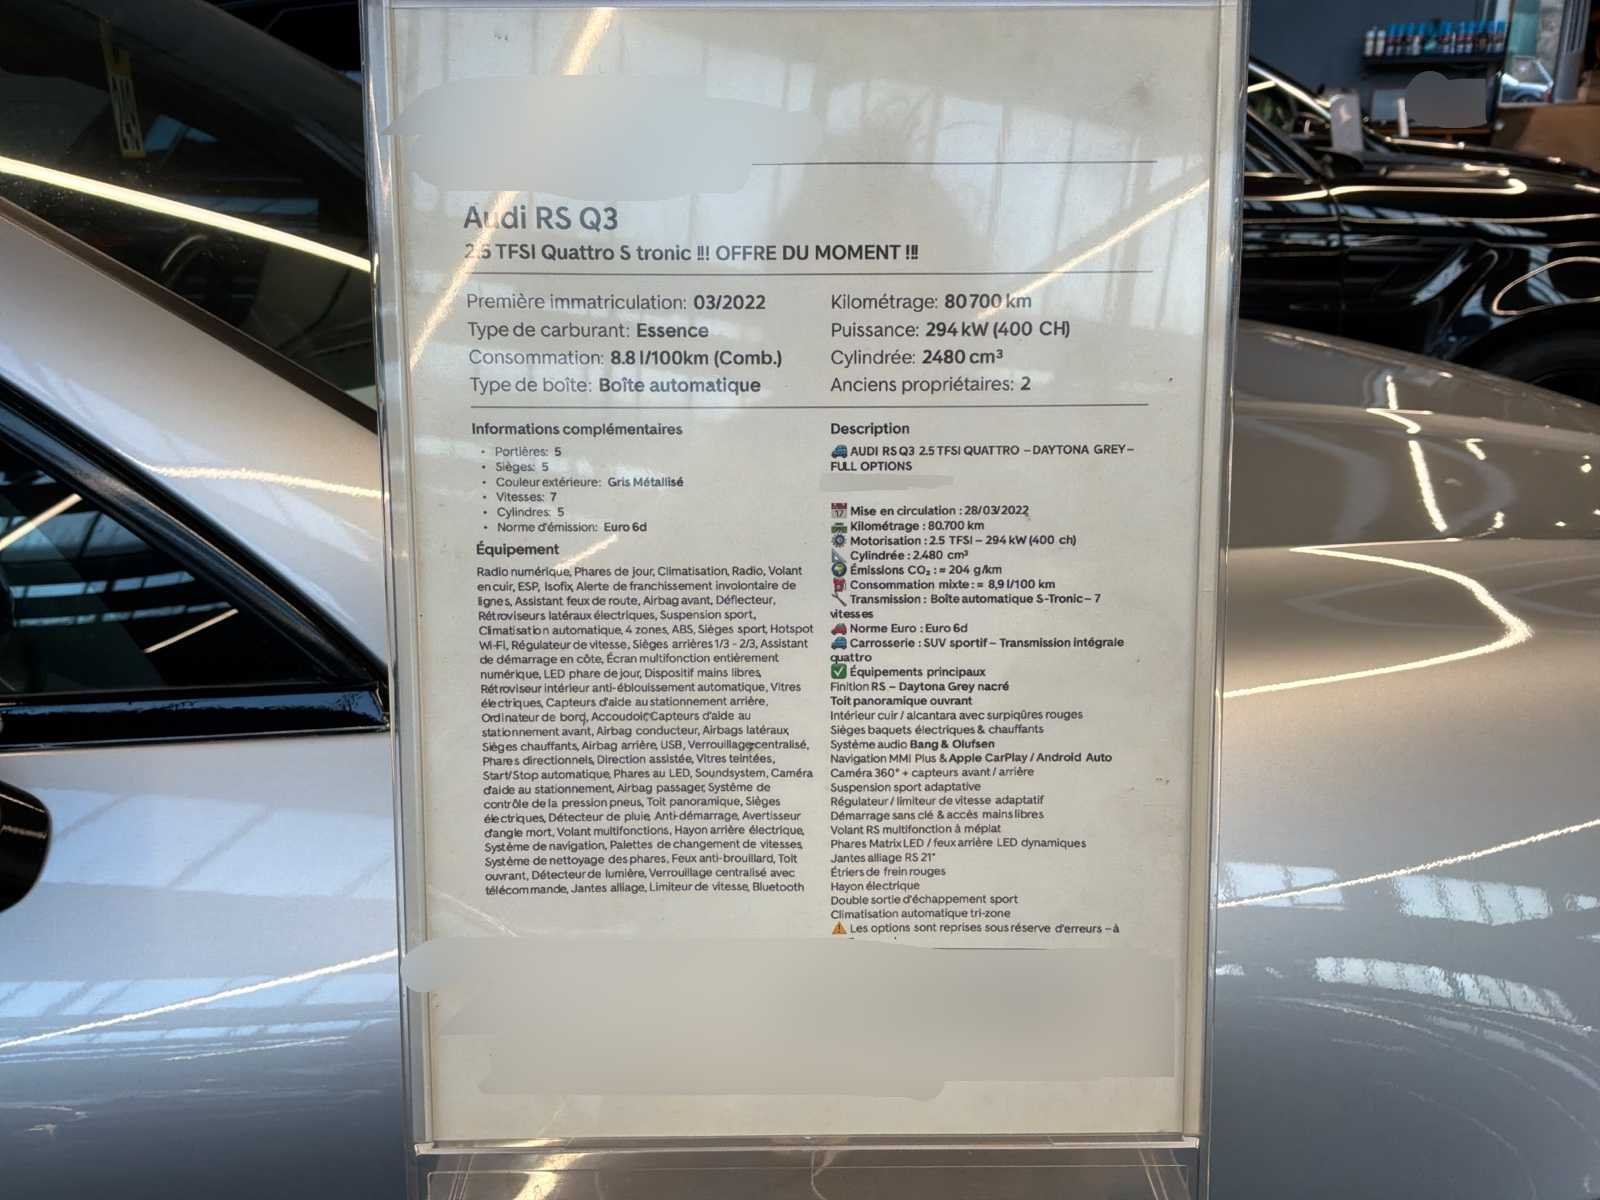 Audi RS Q3
2.5 TFSI Quattro S tronic !!! OFFRE DU MOMENT !!!
Première immatriculation: 03/2022
Type de carburant: Essence
Consommation: 8.8 l/100km (Comb.)
Type de boîte: Boîte automatique
Kilométrage: 80 700 km
Puissance: 294 kW (400 CH)
Cylindrée: 2480 cm³
Anciens propriétaires: 2
Informations complémentaires
• Portières: 5
• Sièges: 5
• Couleur extérieure: Gris Métallisé
• Vitesses: 7
• Cylindres: 5
• Norme d'émission: Euro 6d
Équipement
Radio numérique, Phares de jour, Climatisation, Radio, Volant
en cuir, ESP, Isofix, Alerte de franchissement involontaire de
lignes, Assistant feux de route, Airbag avant, Déflecteur,
Rétroviseurs latéraux électriques, Suspension sport,
Climatisation automatique, 4 zones, ABS, Sièges sport, Hotspot
Wi-Fi, Régulateur de vitesse, Sièges arrières 1/3 - 2/3, Assistant
de démarrage en côte, Écran multifonction entièrement
numérique, LED phare de jour, Dispositif mains libres,
Rétroviseur intérieur anti-éblouissement automatique, Vitres
électriques, Capteurs d'aide au stationnement arrière,
Ordinateur de bord, Accoudoir, Capteurs d'aide au
stationnement avant, Airbag conducteur, Airbags latéraux,
Sièges chauffants, Airbag arrière, USB, Verrouillage centralisé,
Phares directionnels, Direction assistée, Vitres teintées,
Start/Stop automatique, Phares au LED, Soundsystem, Caméra
d'aide au stationnement, Airbag passager, Système de
contrôle de la pression pneus, Toit panoramique, Sièges
électriques, Détecteur de pluie, Anti-démarrage, Avertisseur
d'angle mort, Volant multifonctions, Hayon arrière électrique,
Système de navigation, Palettes de changement de vitesses,
Système de nettoyage des phares, Feux anti-brouillard, Toit
ouvrant, Détecteur de lumière, Verrouillage centralisé avec
télécommande, Jantes alliage, Limiteur de vitesse, Bluetooth
Description
🚙 AUDI RS Q3 2.5 TFSI QUATTRO – DAYTONA GREY –
FULL OPTIONS
📅 Mise en circulation : 28/03/2022
Kilométrage : 80.700 km
⚙️ Motorisation : 2.5 TFSI – 294 kW (400 ch)
📐 Cylindrée : 2.480 cm³
🌍 Émissions CO₂ : ≈ 204 g/km
⛽ Consommation mixte : ≈ 8,9 l/100 km
🔧 Transmission : Boîte automatique S-Tronic – 7
vitesses
🚗 Norme Euro : Euro 6d
🚙 Carrosserie : SUV sportif – Transmission intégrale
quattro
✅ Équipements principaux
Finition RS – Daytona Grey nacré
Toit panoramique ouvrant
Intérieur cuir / alcantara avec surpiqûres rouges
Sièges baquets électriques & chauffants
Système audio Bang & Olufsen
Navigation MMI Plus & Apple CarPlay / Android Auto
Caméra 360° + capteurs avant / arrière
Suspension sport adaptative
Régulateur / limiteur de vitesse adaptatif
Démarrage sans clé & accès mains libres
Volant RS multifonction à méplat
Phares Matrix LED / feux arrière LED dynamiques
Jantes alliage RS 21"
Étriers de frein rouges
Hayon électrique
Double sortie d'échappement sport
Climatisation automatique tri-zone
⚠️ Les options sont reprises sous réserve d'erreurs – à